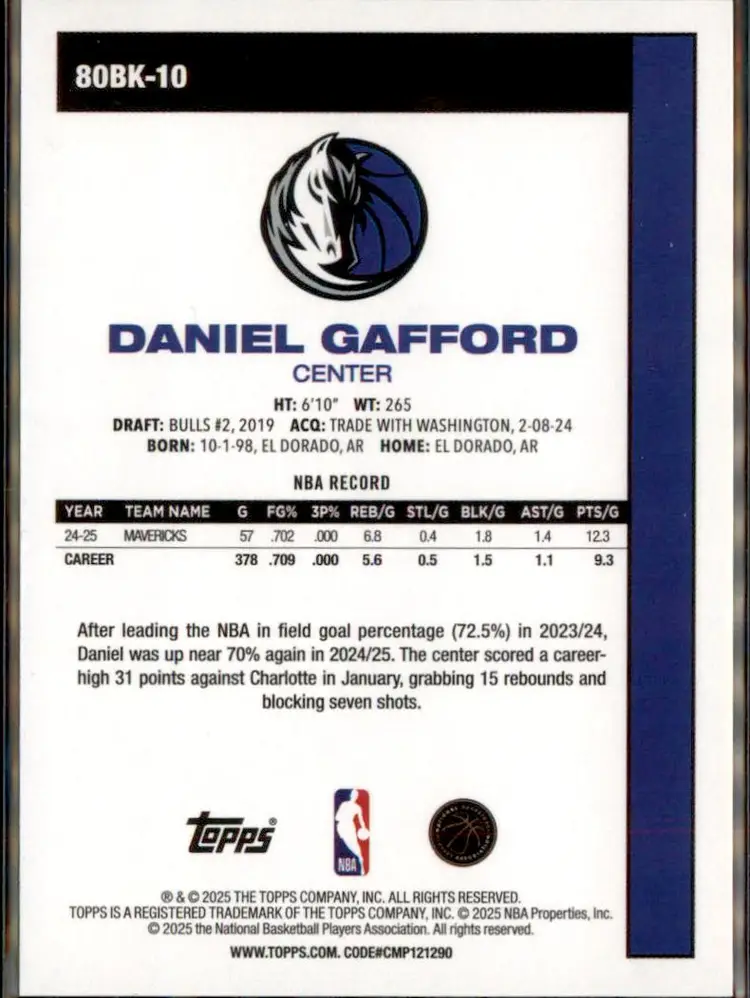 80BK-10
DANIEL GAFFORD
CENTER
HT: 6'10" WT: 265
DRAFT: BULLS #2, 2019 ACQ: TRADE WITH WASHINGTON, 2-08-24
BORN: 10-1-98, EL DORADO, AR HOME: EL DORADO, AR
NBA RECORD
YEAR TEAM NAME G FG% 3P% REB/G STL/G BLK/G AST/G PTS/G
24-25 MAVERICKS 57 .702 .000 6.8 0.4 1.8 1.4 12.3
CAREER 378 .709 .000 5.6 0.5 1.5 1.1 9.3
After leading the NBA in field goal percentage (72.5%) in 2023/24,
Daniel was up near 70% again in 2024/25. The center scored a career-
high 31 points against Charlotte in January, grabbing 15 rebounds and
blocking seven shots.
topps®
NBA
® & © 2025 THE TOPPS COMPANY, INC. ALL RIGHTS RESERVED.
TOPPS IS A REGISTERED TRADEMARK OF THE TOPPS COMPANY, INC. © 2025 NBA Properties, Inc.
© 2025 the National Basketball Players Association. All rights reserved.
WWW.TOPPS.COM. CODE#CMP121290